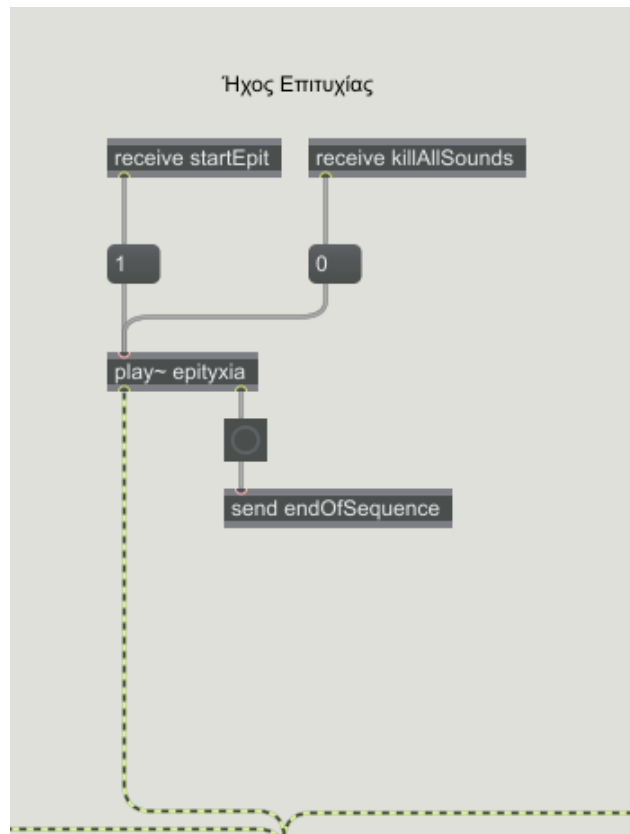 Ήχος Επιτυχίας
receive startEpit
receive killAllSounds
1
0
play~ epityxia
send endOfSequence